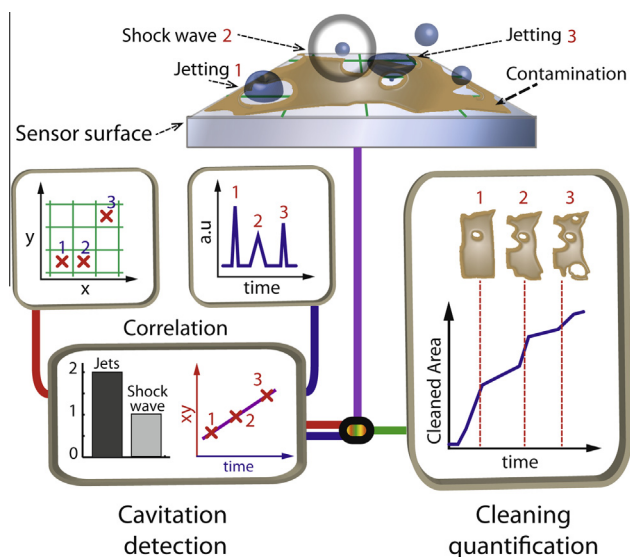 Shock wave 2
Jetting 3
Jetting 1
Contamination
Sensor surface
3
y
1 2
x
1
2
3
a.u
time
1 2 3
Cleaned Area
time
Correlation
2
Jets
Shock
wave
1
0
xy
3
2
1
time
Cavitation
detection
Cleaning
quantification